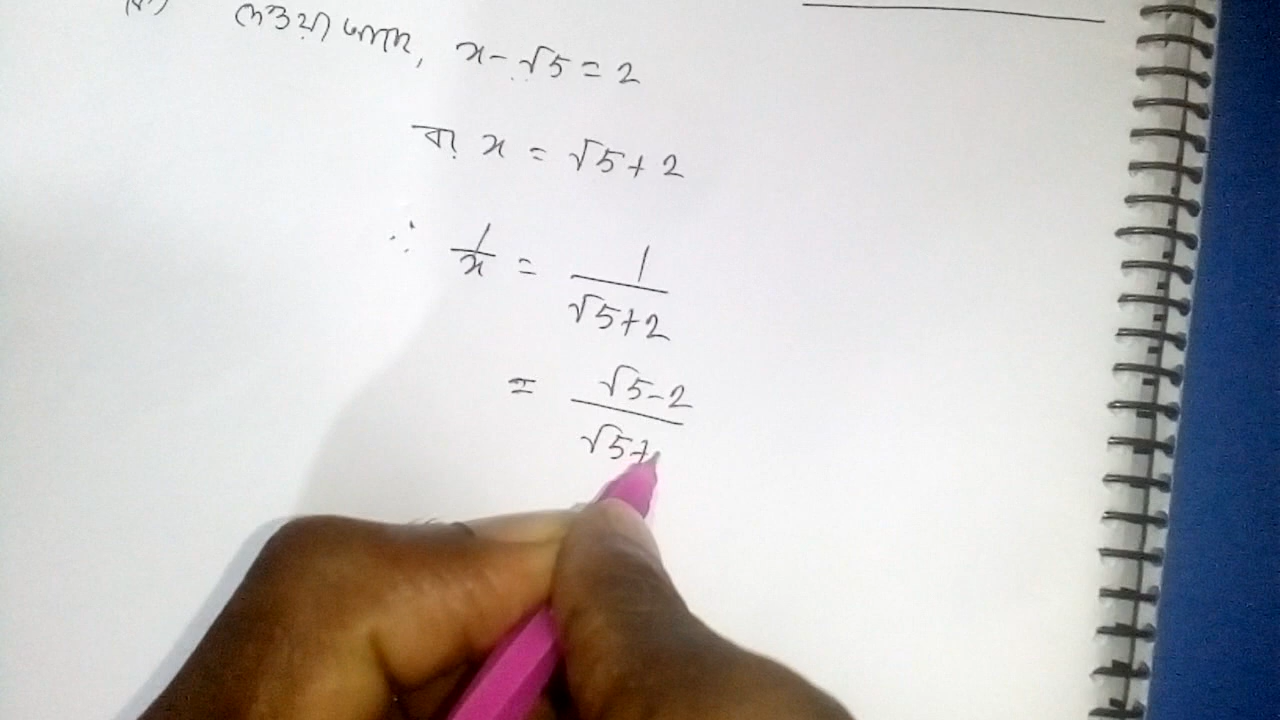 দেওয়া আছে, x - √5 = 2
বা, x = √5 + 2
∴ 1/x = 1/(√5+2)
= (√5-2)/(√5+